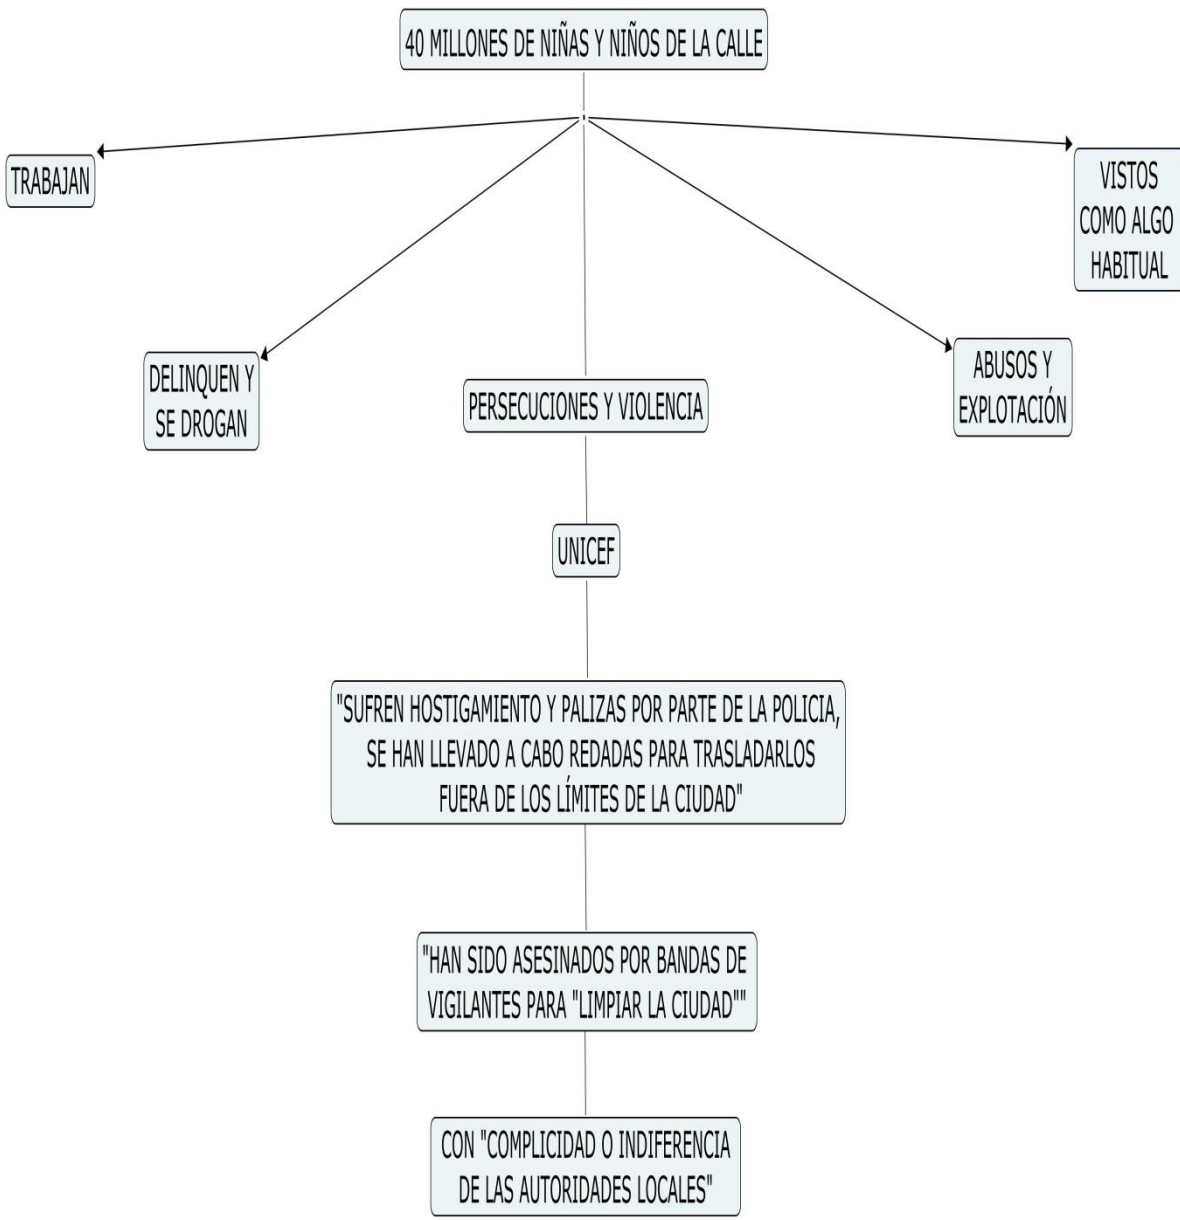 40 MILLONES DE NIÑAS Y NIÑOS DE LA CALLE
TRABAJAN
VISTOS
COMO ALGO
HABITUAL
DELINQUEN Y
SE DROGAN
PERSECUCIONES Y VIOLENCIA
ABUSOS Y
EXPLOTACIÓN
UNICEF
"SUFREN HOSTIGAMIENTO Y PALIZAS POR PARTE DE LA POLICIA,
SE HAN LLEVADO A CABO REDADAS PARA TRASLADARLOS
FUERA DE LOS LÍMITES DE LA CIUDAD"
"HAN SIDO ASESINADOS POR BANDAS DE
VIGILANTES PARA "LIMPIAR LA CIUDAD""
CON "COMPLICIDAD O INDIFERENCIA
DE LAS AUTORIDADES LOCALES"